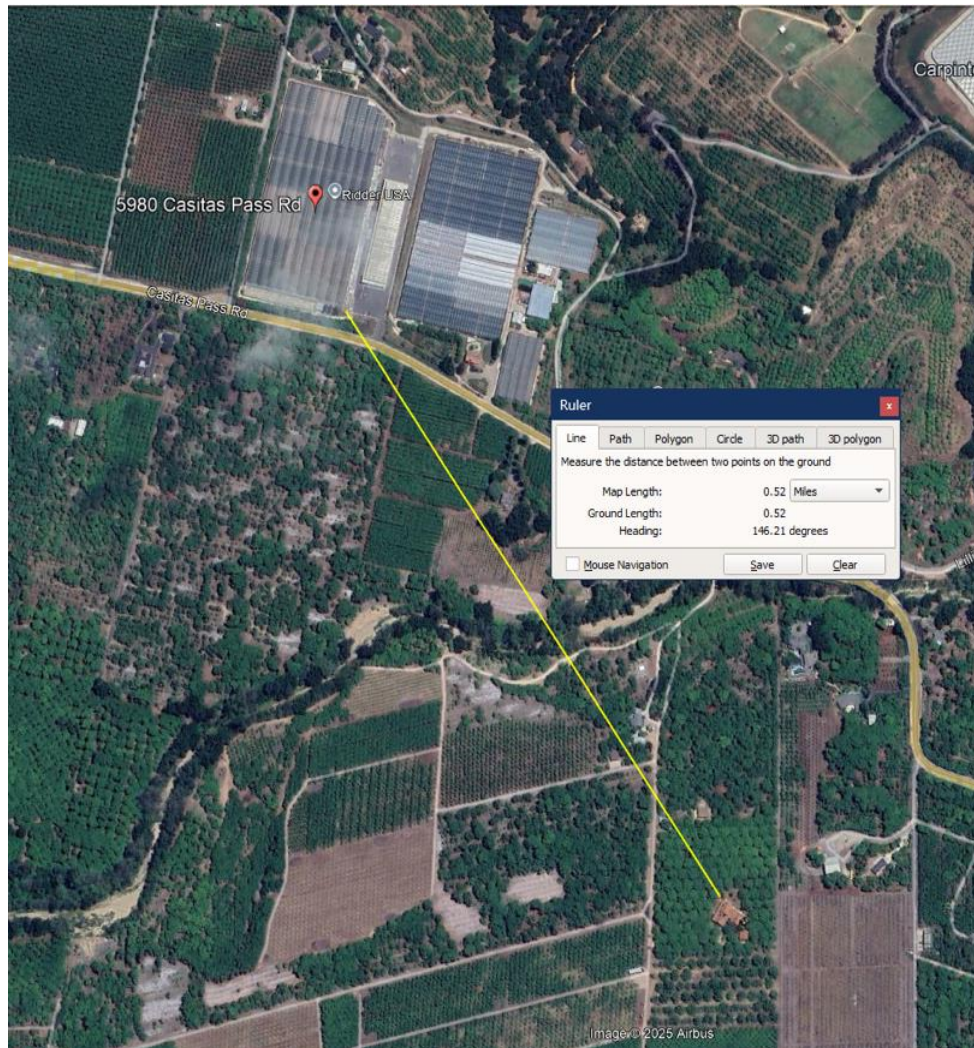 Carpint
Ridder USA
5980 Casitas Pass Rd
Casitas Pass Rd
Ruler
x
Line Path Polygon Circle 3D path 3D polygon
Measure the distance between two points on the ground
Map Length: 0.52 Miles
Ground Length: 0.52
Heading: 146.21 degrees
Mouse Navigation Save Clear
Image © 2025 Airbus